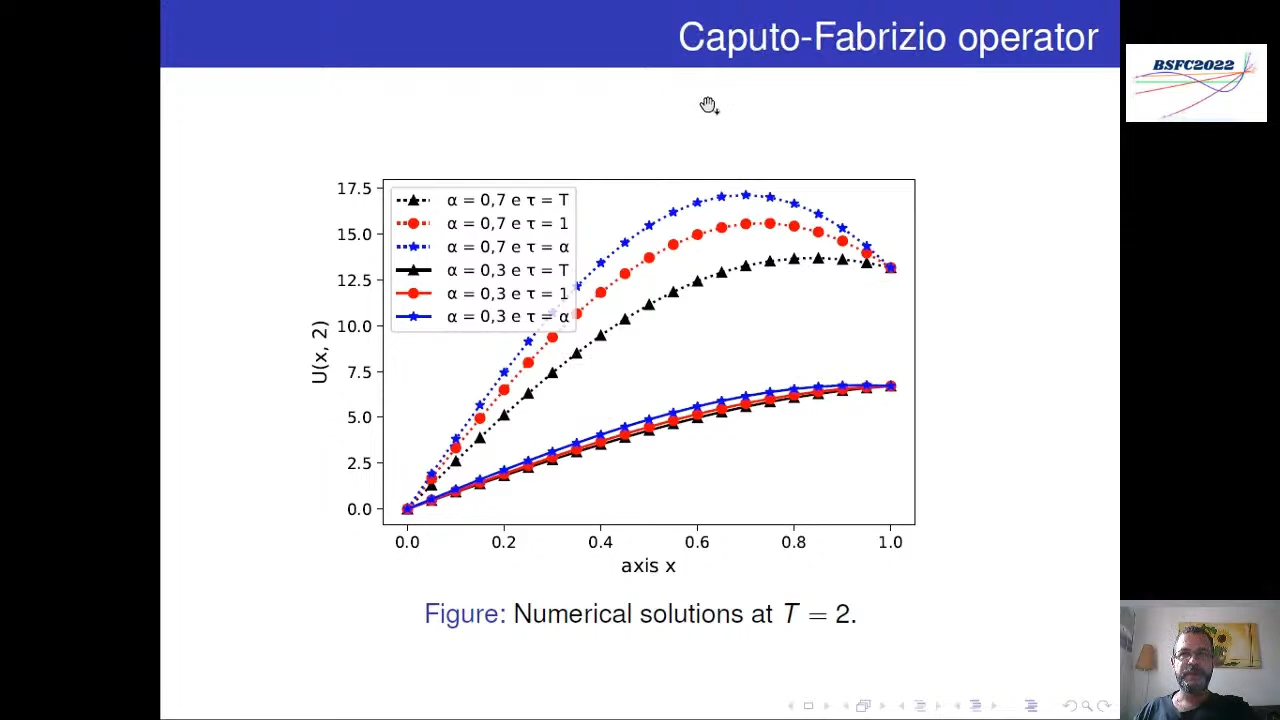 Caputo-Fabrizio operator
BSFC2022
17.5
15.0
12.5
10.0
7.5
5.0
2.5
0.0
U(x, 2)
α = 0,7 e τ = T
α = 0,7 e τ = 1
α = 0,7 e τ = α
α = 0,3 e τ = T
α = 0,3 e τ = 1
α = 0,3 e τ = α
0.0 0.2 0.4 0.6 0.8 1.0
axis x
Figure: Numerical solutions at T = 2.